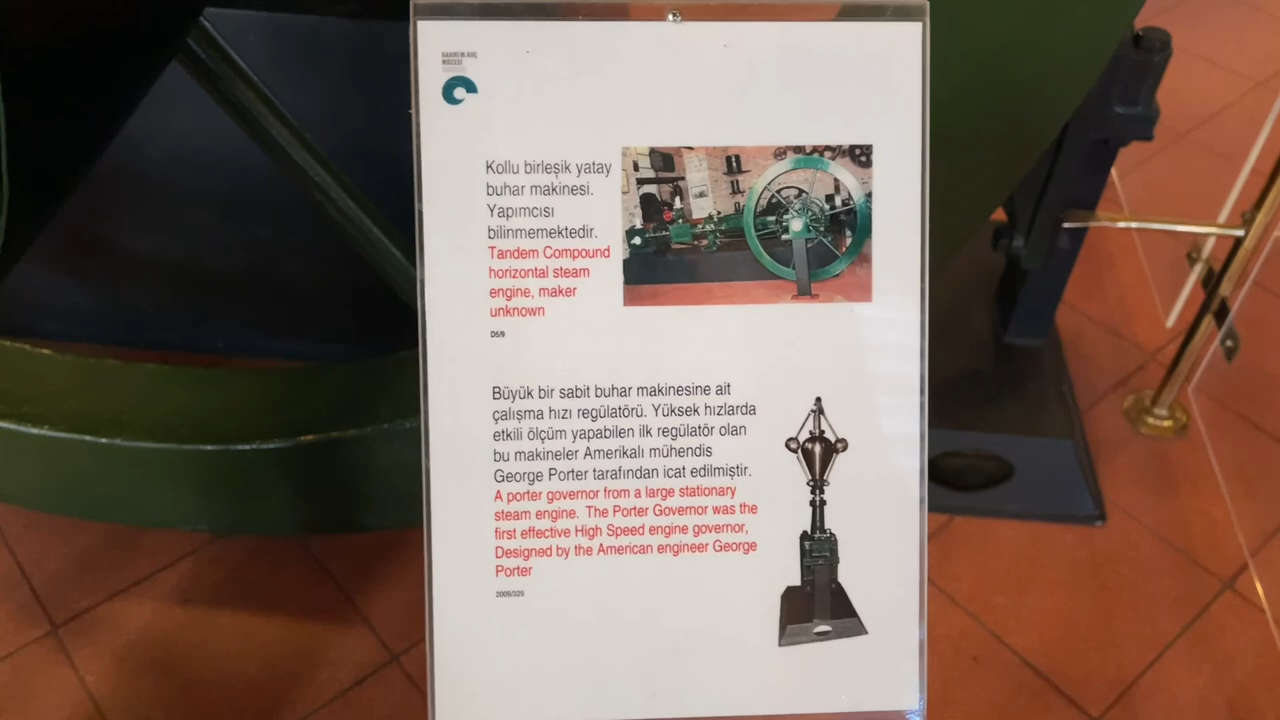 RAHMİ M. KOÇ
MÜZESİ
Kollu birleşik yatay
buhar makinesi.
Yapımcısı
bilinmemektedir.
Tandem Compound
horizontal steam
engine, maker
unknown
D5/9
Büyük bir sabit buhar makinesine ait
çalışma hızı regülatörü. Yüksek hızlarda
etkili ölçüm yapabilen ilk regülatör olan
bu makineler Amerikalı mühendis
George Porter tarafından icat edilmiştir.
A porter governor from a large stationary
steam engine. The Porter Governor was the
first effective High Speed engine governor,
Designed by the American engineer George
Porter
2009/329